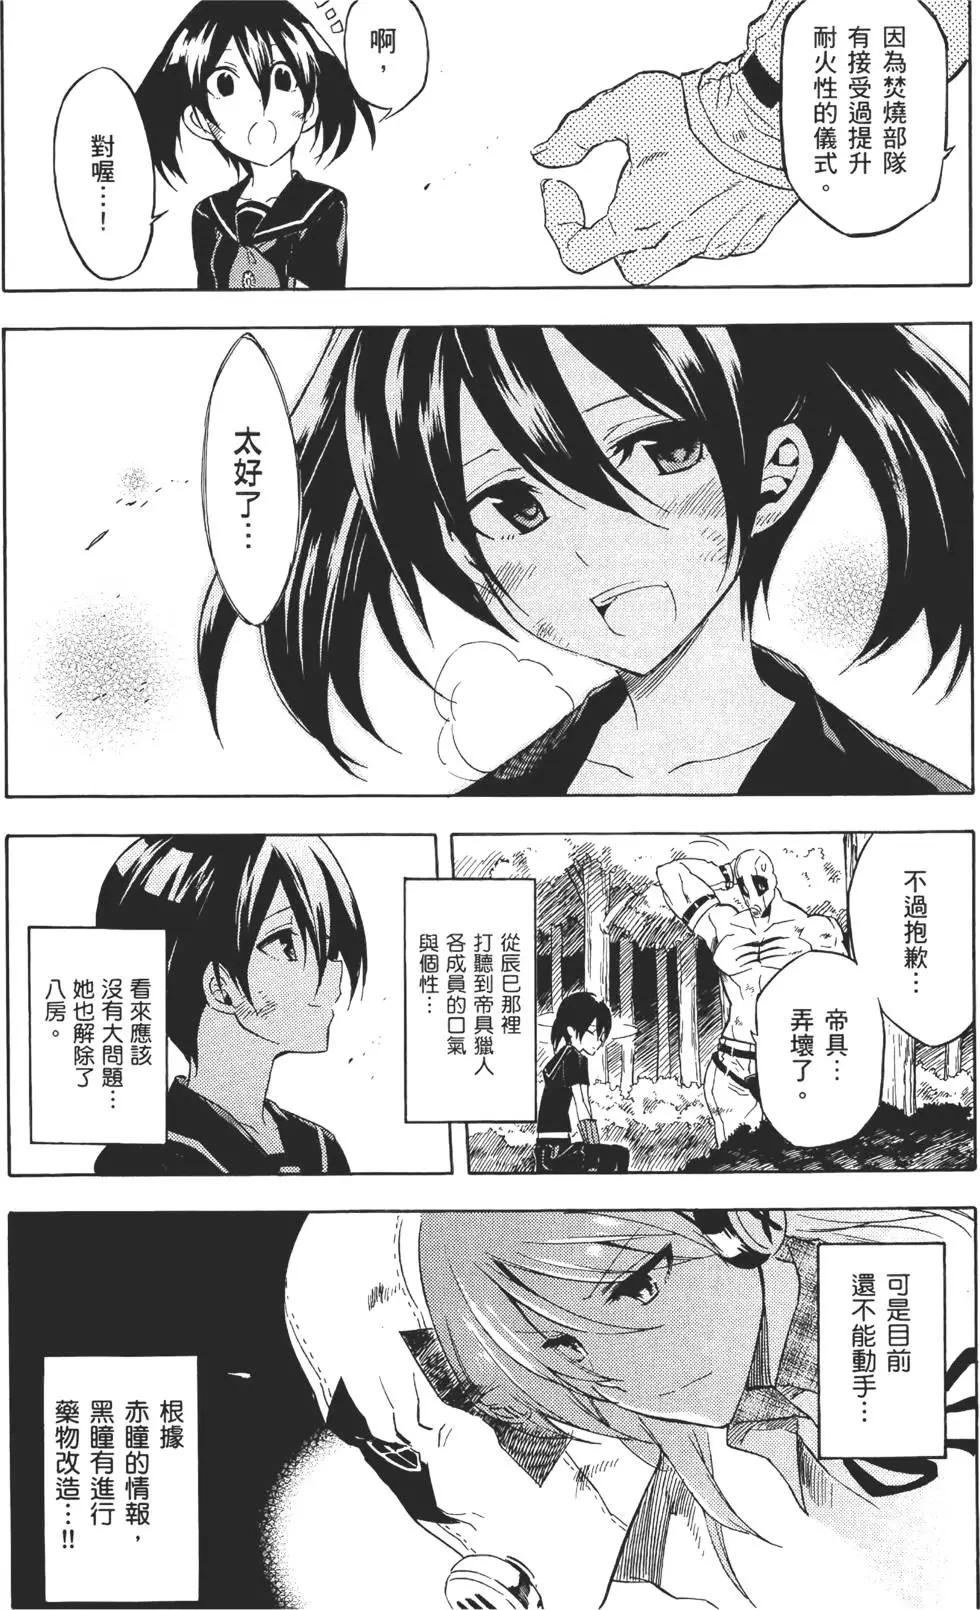 因為焚燒部隊
有接受過提升
耐火性的儀式。
啊，
對喔…！
太好了…
不過抱歉…
帝具…
弄壞了。
從辰巳那裡
打聽到帝具獵人
各成員的口氣
與個性…
看來應該
沒有大問題…
她也解除了
八房。
可是目前
還不能動手…
根據
赤瞳的情報，
黑瞳有進行
藥物改造…!!